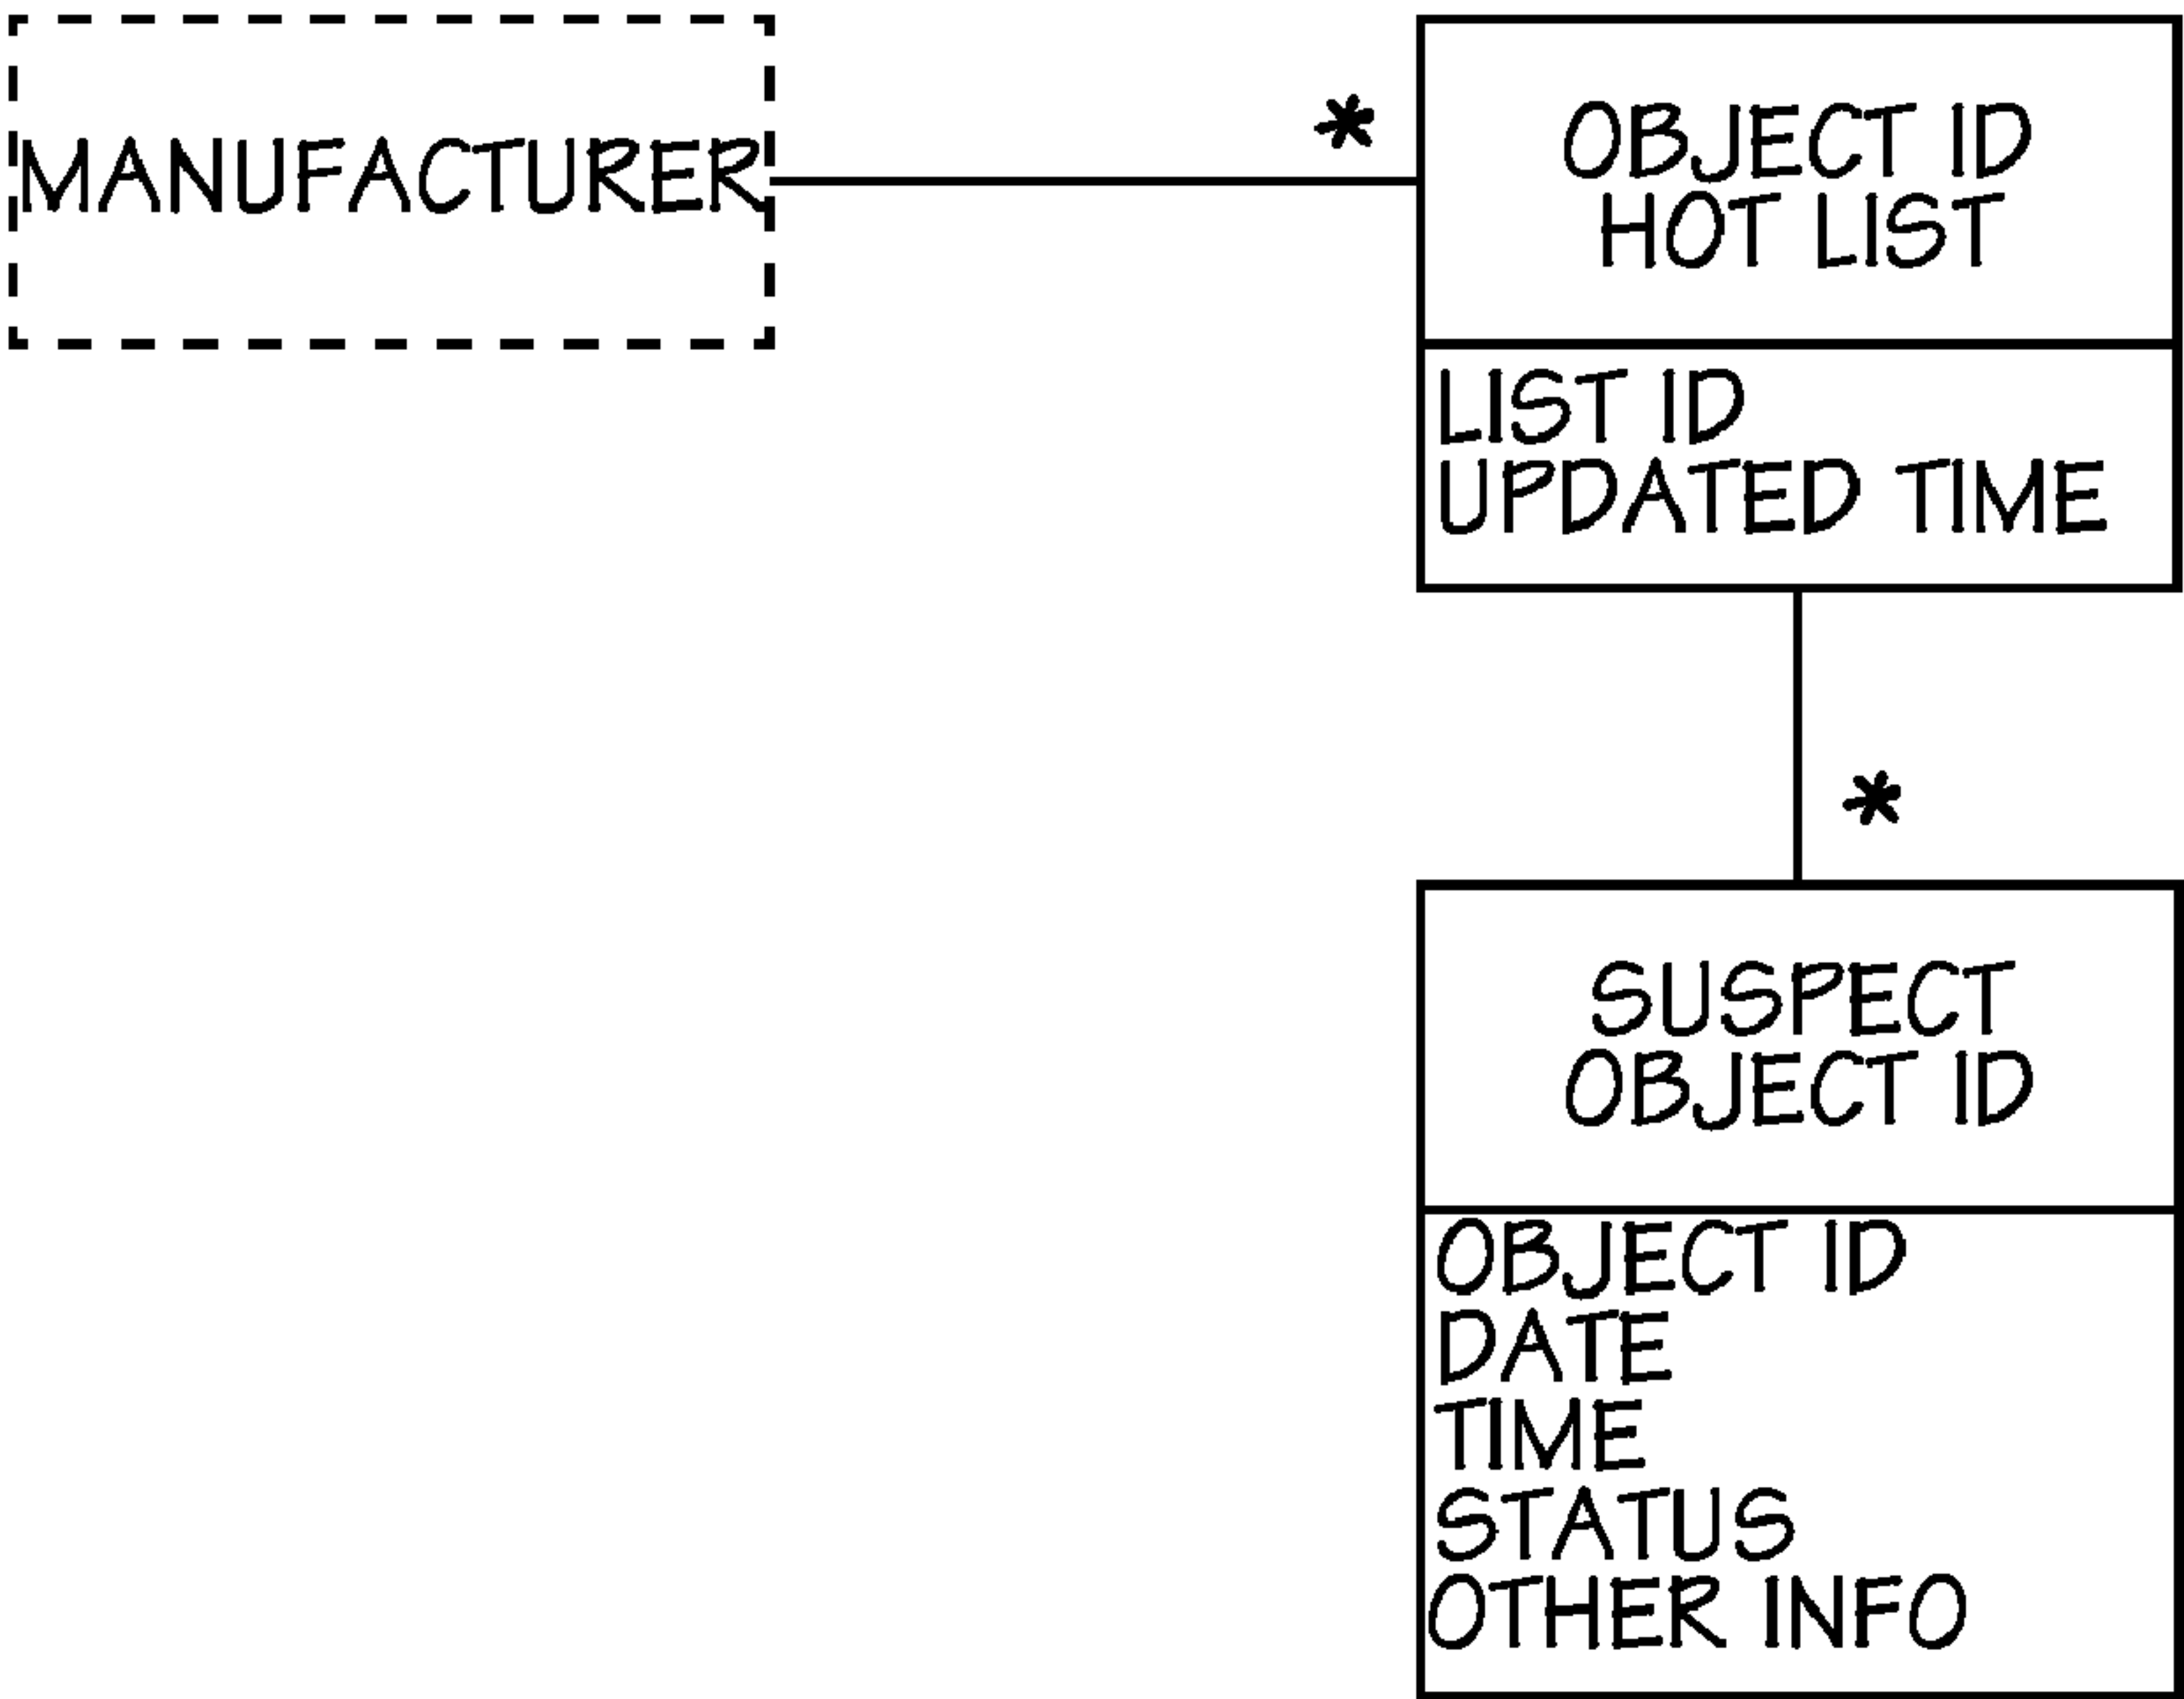 MANUFACTURER
*
OBJECT ID
HOT LIST
LIST ID
UPDATED TIME
*
SUSPECT
OBJECT ID
OBJECT ID
DATE
TIME
STATUS
OTHER INFO